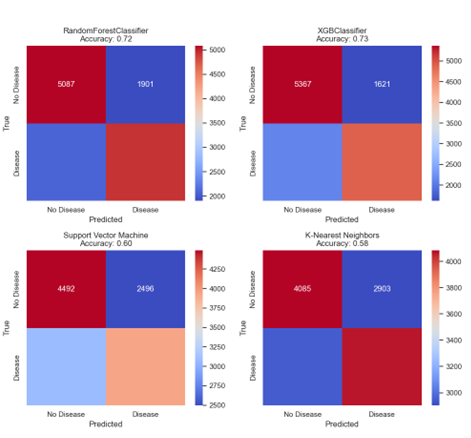 RandomForestClassifier
Accuracy: 0.72
No Disease
Disease
True
5087
1901
No Disease
Disease
Predicted
5000
4500
4000
3500
3000
2500
2000
XGBClassifier
Accuracy: 0.73
No Disease
Disease
True
5367
1621
No Disease
Disease
Predicted
5000
4500
4000
3500
3000
2500
2000
Support Vector Machine
Accuracy: 0.60
No Disease
Disease
True
4492
2496
No Disease
Disease
Predicted
4250
4000
3750
3500
3250
3000
2750
2500
K-Nearest Neighbors
Accuracy: 0.58
No Disease
Disease
True
4085
2903
No Disease
Disease
Predicted
4000
3800
3600
3400
3200
3000